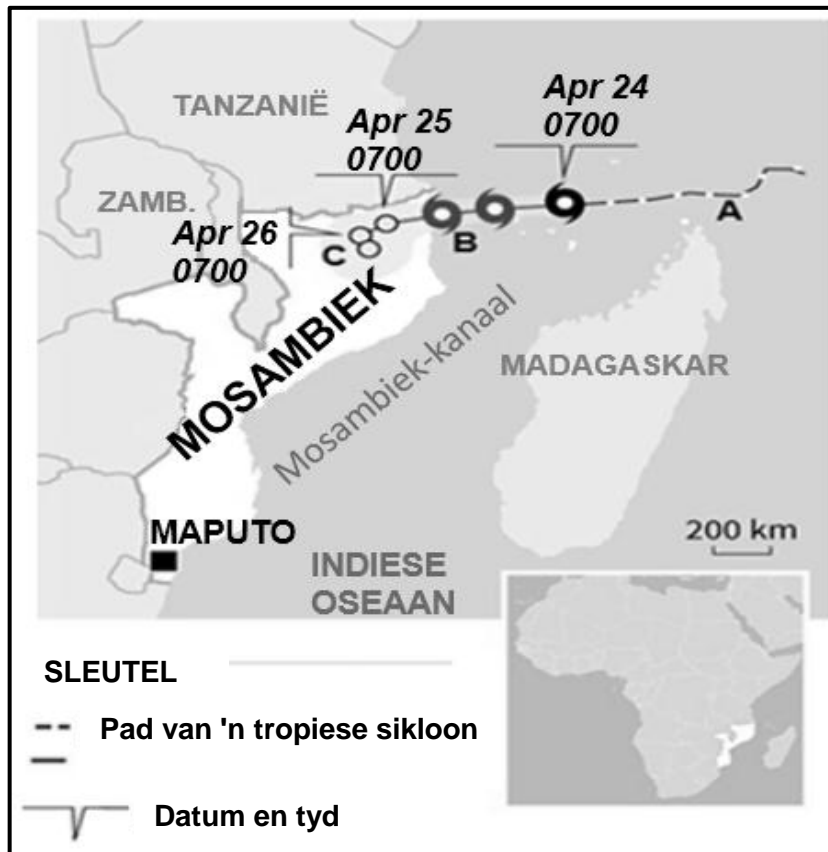 TANZANIË
Apr 24
0700
Apr 25
0700
ZAMB.
Apr 26
0700
A
B
C
MOSAMBIEK
Mosambiek-kanaal
MADAGASKAR
MAPUTO
200 km
INDIESE
OSEAAN
SLEUTEL
Pad van 'n tropiese sikloon
Datum en tyd